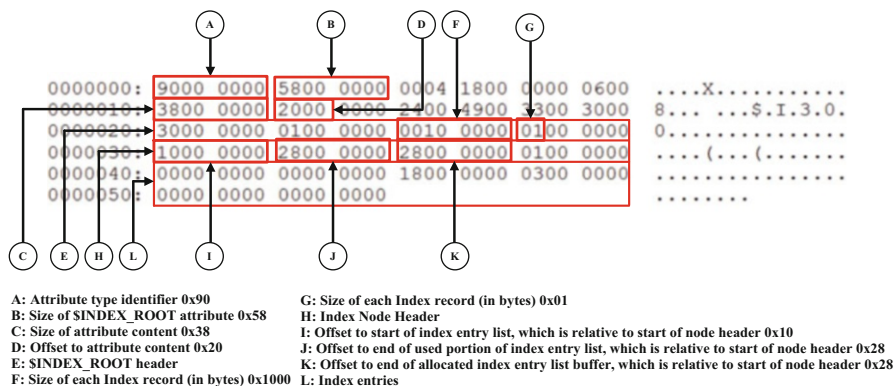 A B D F G
0000000: 9000 0000 5800 0000 0004 1800 0000 0600 ....X...........
0000010: 3800 0000 2000 0000 2400 4900 3300 3000 8... ...$.I.3.0.
0000020: 3000 0000 0100 0000 0010 0000 0100 0000 0...............
0000030: 1000 0000 2800 0000 2800 0000 0100 0000 ....(...(.......
0000040: 0000 0000 0000 0000 1800 0000 0300 0000 ................
0000050: 0000 0000 0000 0000 ........
C E H L I J K
A: Attribute type identifier 0x90
B: Size of $INDEX_ROOT attribute 0x58
C: Size of attribute content 0x38
D: Offset to attribute content 0x20
E: $INDEX_ROOT header
F: Size of each Index record (in bytes) 0x1000
G: Size of each Index record (in bytes) 0x01
H: Index Node Header
I: Offset to start of index entry list, which is relative to start of node header 0x10
J: Offset to end of used portion of index entry list, which is relative to start of node header 0x28
K: Offset to end of allocated index entry list buffer, which is relative to start of node header 0x28
L: Index entries